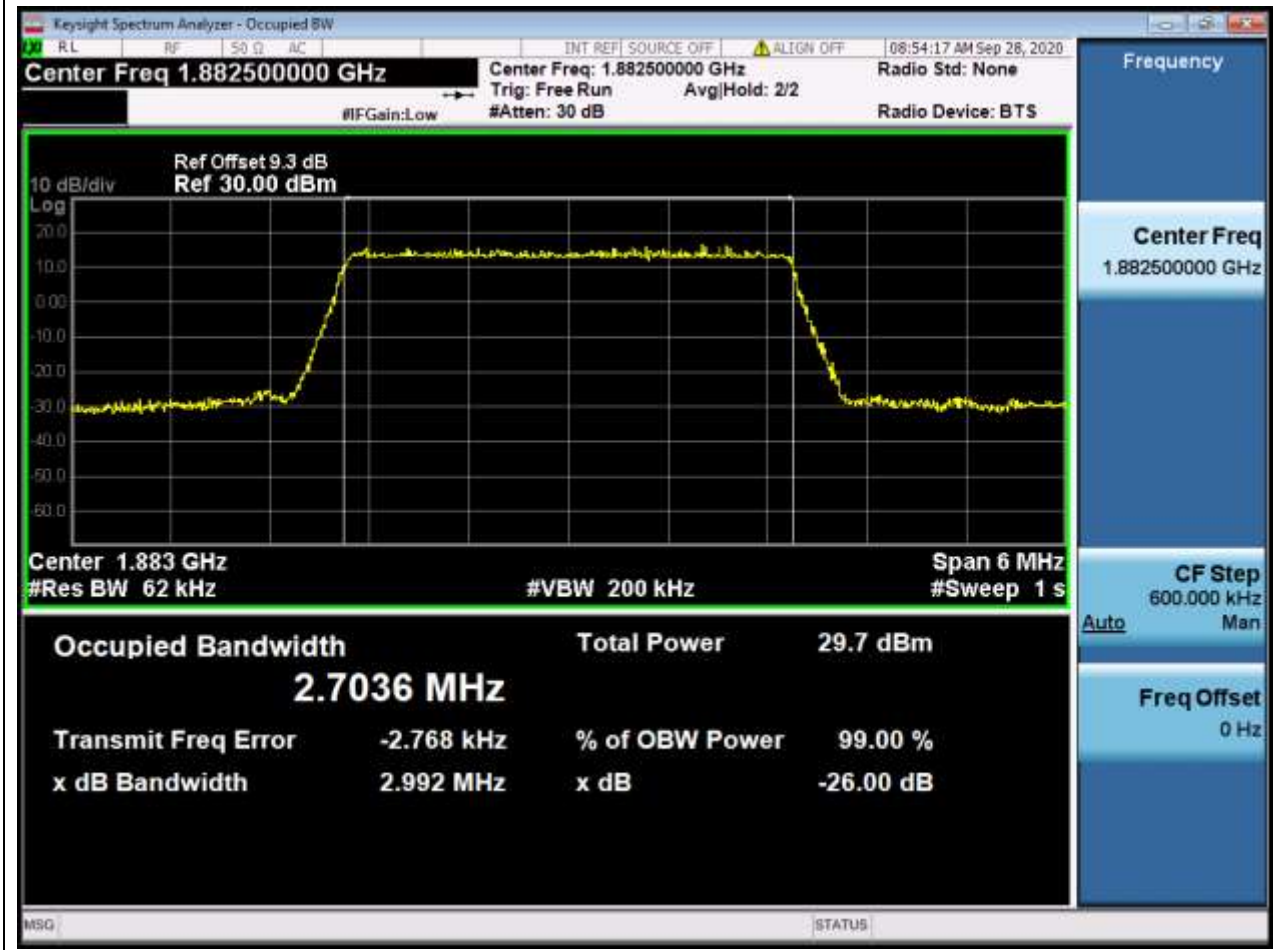 Keysight Spectrum Analyzer - Occupied BW
LXI RL RF 50 Ω AC INT REF SOURCE OFF ALIGN OFF 08:54:17 AM Sep 28, 2020
Center Freq 1.882500000 GHz
Center Freq: 1.882500000 GHz
Radio Std: None
Trig: Free Run Avg|Hold: 2/2
#IFGain:Low
#Atten: 30 dB
Radio Device: BTS
Frequency
Ref Offset 9.3 dB
10 dB/div Ref 30.00 dBm
Log
20.0
10.0
0.00
-10.0
-20.0
-30.0
-40.0
-50.0
-60.0
Center Freq
1.882500000 GHz
Center 1.883 GHz Span 6 MHz
#Res BW 62 kHz #VBW 200 kHz #Sweep 1 s
CF Step
600.000 kHz
Auto Man
Occupied Bandwidth Total Power 29.7 dBm
2.7036 MHz
Transmit Freq Error -2.768 kHz % of OBW Power 99.00 %
x dB Bandwidth 2.992 MHz x dB -26.00 dB
Freq Offset
0 Hz
MSG STATUS